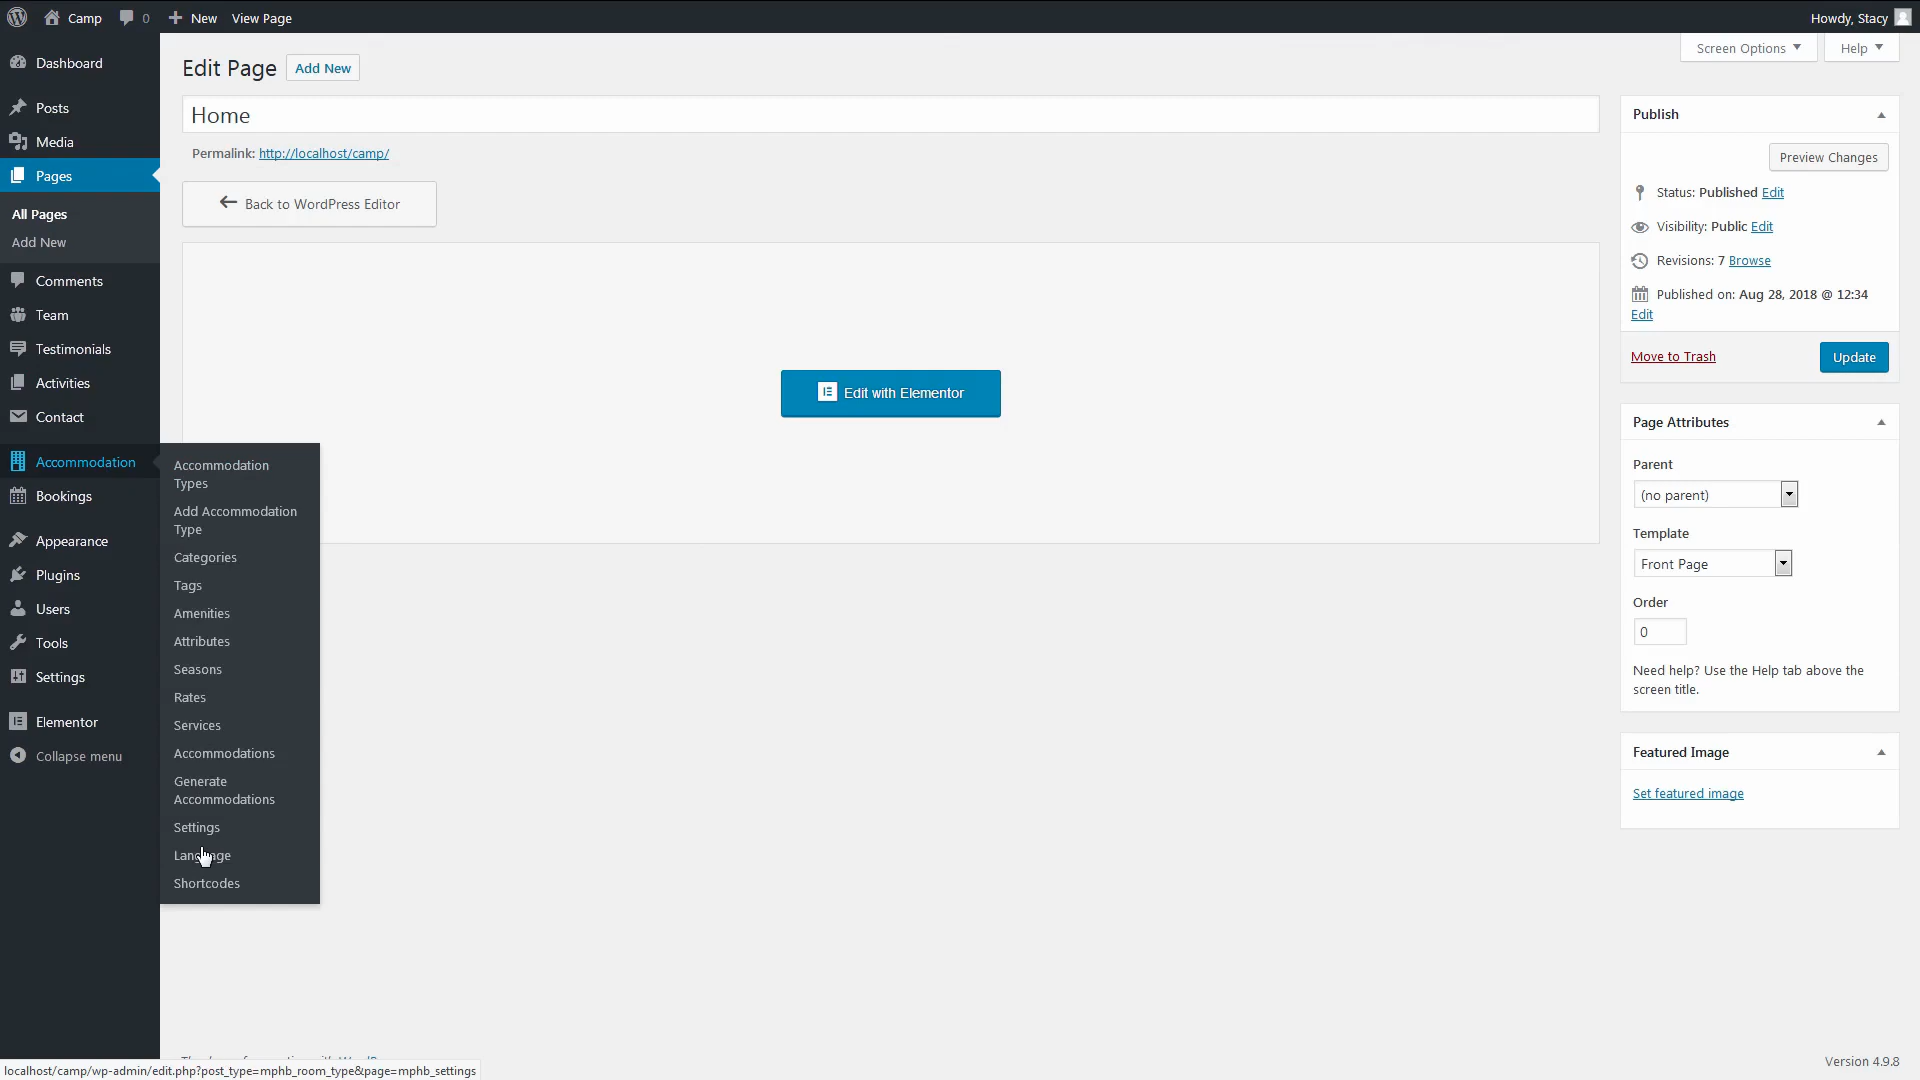 Camp
0
New
View Page
Howdy, Stacy
Dashboard
Posts
Media
Pages
All Pages
Add New
Comments
Team
Testimonials
Activities
Contact
Accommodation
Bookings
Appearance
Plugins
Users
Tools
Settings
Elementor
Collapse menu
Accommodation
Types
Add Accommodation
Type
Categories
Tags
Amenities
Attributes
Seasons
Rates
Services
Accommodations
Generate
Accommodations
Settings
Language
Shortcodes
Screen Options
Help
Edit Page
Add New
Home
Permalink: http://localhost/camp/
Back to WordPress Editor
Edit with Elementor
Publish
Preview Changes
Status: Published Edit
Visibility: Public Edit
Revisions: 7 Browse
Published on: Aug 28, 2018 @ 12:34
Edit
Move to Trash
Update
Page Attributes
Parent
(no parent)
Template
Front Page
Order
0
Need help? Use the Help tab above the
screen title.
Featured Image
Set featured image
Version 4.9.8
localhost/camp/wp-admin/edit.php?post_type=mphb_room_type&page=mphb_settings